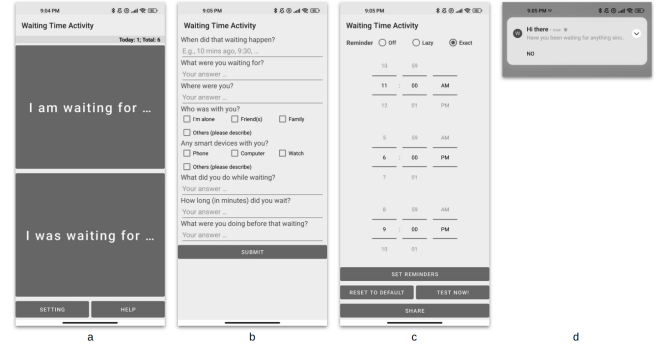 9:04 PM
Waiting Time Activity
Today: 1; Total: 6
I am waiting for ...
I was waiting for ...
SETTING
HELP
a
9:05 PM
Waiting Time Activity
When did that waiting happen?
E.g., 10 mins ago, 9:30, ...
What were you waiting for?
Your answer ...
Where were you?
Your answer ...
Who was with you?
I'm alone
Friend(s)
Family
Others (please describe)
Any smart devices with you?
Phone
Computer
Watch
Others (please describe)
What did you do while waiting?
Your answer ...
How long (in minutes) did you wait?
Your answer ...
What were you doing before that waiting?
Your answer ...
SUBMIT
b
9:05 PM
Waiting Time Activity
Reminder
Off
Lazy
Exact
10 59
11 : 00 AM
12 01 PM
5 59 AM
6 : 00 PM
7 01
8 59 AM
9 : 00 PM
10 01
SET REMINDERS
RESET TO DEFAULT
TEST NOW!
SHARE
c
9:05 PM
Hi there
Have you been waiting for anything sinc..
NO
d